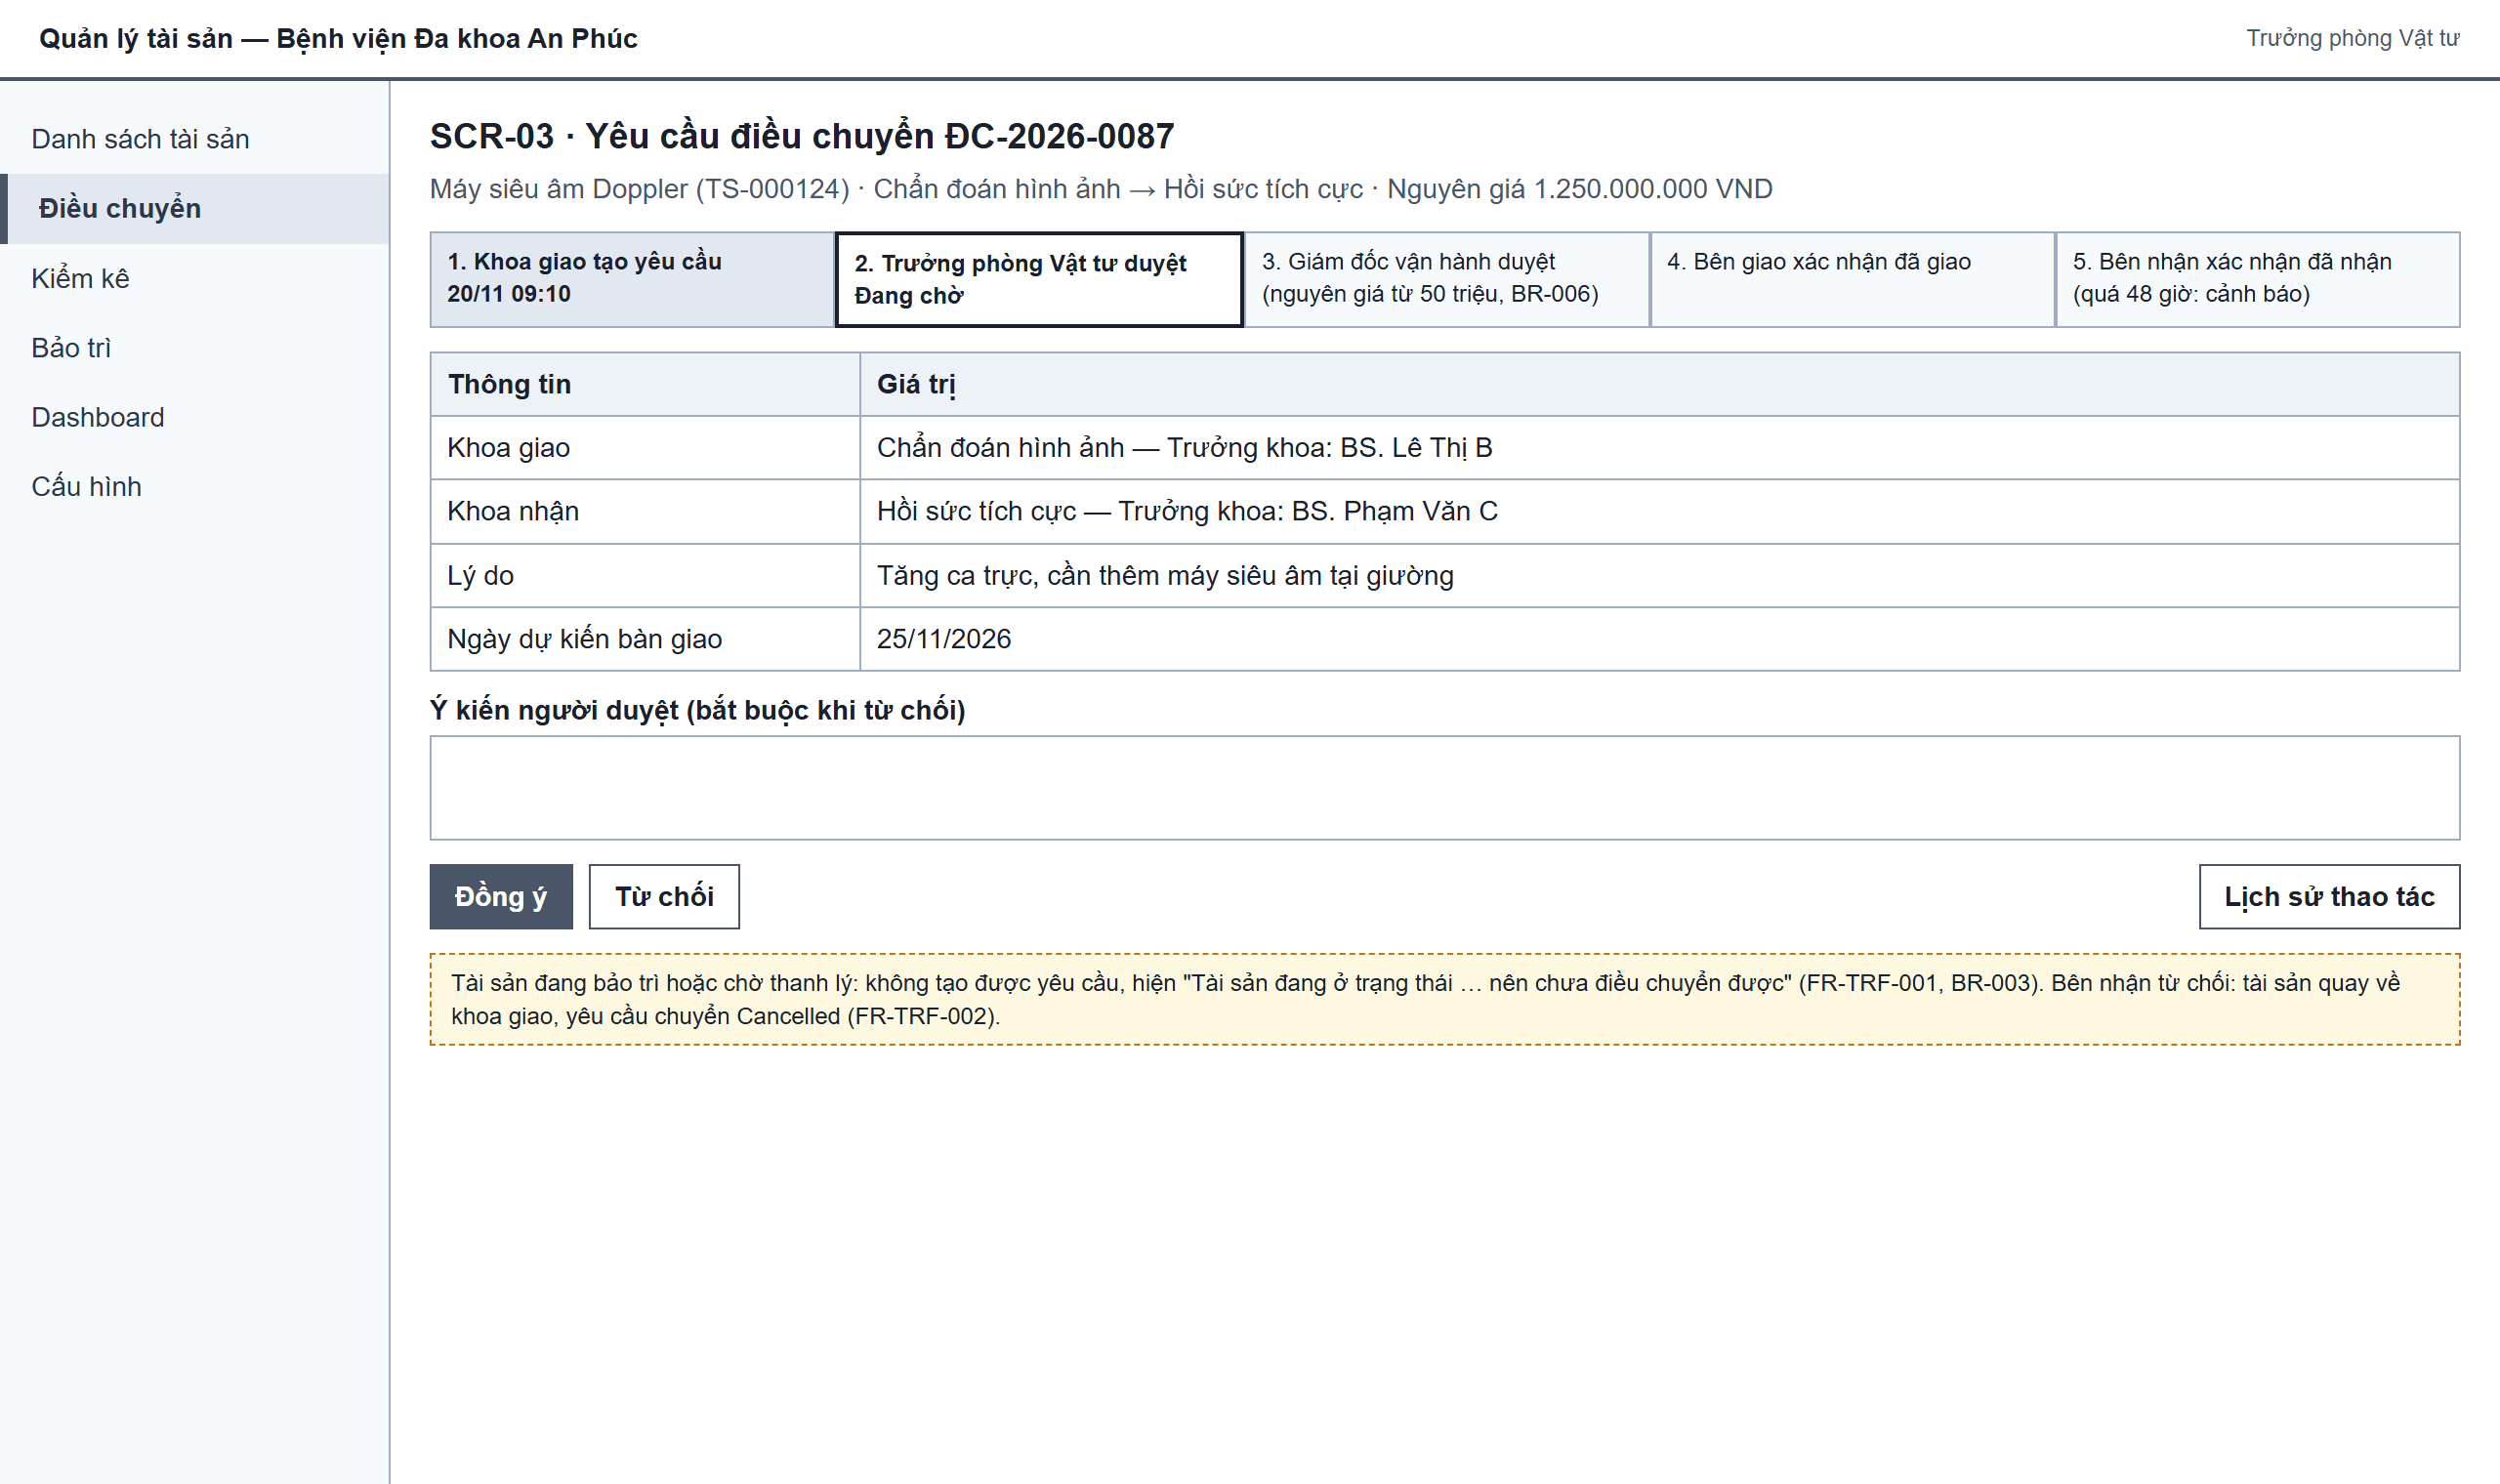 Quản lý tài sản — Bệnh viện Đa khoa An Phúc
Trưởng phòng Vật tư
Danh sách tài sản
Điều chuyển
Kiểm kê
Bảo trì
Dashboard
Cấu hình
SCR-03 · Yêu cầu điều chuyển ĐC-2026-0087
Máy siêu âm Doppler (TS-000124) · Chẩn đoán hình ảnh → Hồi sức tích cực · Nguyên giá 1.250.000.000 VND
1. Khoa giao tạo yêu cầu
20/11 09:10
2. Trưởng phòng Vật tư duyệt
Đang chờ
3. Giám đốc vận hành duyệt
(nguyên giá từ 50 triệu, BR-006)
4. Bên giao xác nhận đã giao
5. Bên nhận xác nhận đã nhận
(quá 48 giờ: cảnh báo)
Thông tin
Giá trị
Khoa giao
Chẩn đoán hình ảnh — Trưởng khoa: BS. Lê Thị B
Khoa nhận
Hồi sức tích cực — Trưởng khoa: BS. Phạm Văn C
Lý do
Tăng ca trực, cần thêm máy siêu âm tại giường
Ngày dự kiến bàn giao
25/11/2026
Ý kiến người duyệt (bắt buộc khi từ chối)
Đồng ý
Từ chối
Lịch sử thao tác
Tài sản đang bảo trì hoặc chờ thanh lý: không tạo được yêu cầu, hiện "Tài sản đang ở trạng thái … nên chưa điều chuyển được" (FR-TRF-001, BR-003). Bên nhận từ chối: tài sản quay về
khoa giao, yêu cầu chuyển Cancelled (FR-TRF-002).